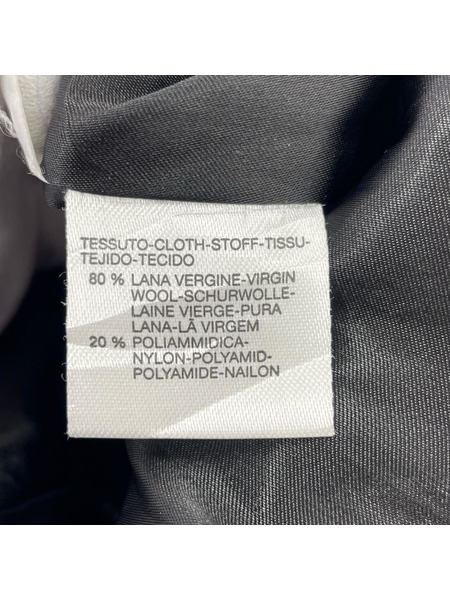 TESSUTO-CLOTH-STOFF-TISSU-
TEJIDO-TECIDO
80 % LANA VERGINE-VIRGIN
WOOL-SCHURWOLLE-
LAINE VIERGE-PURA
LANA-LÃ VIRGEM
20 % POLIAMMIDICA-
NYLON-POLYAMID-
POLYAMIDE-NAILON